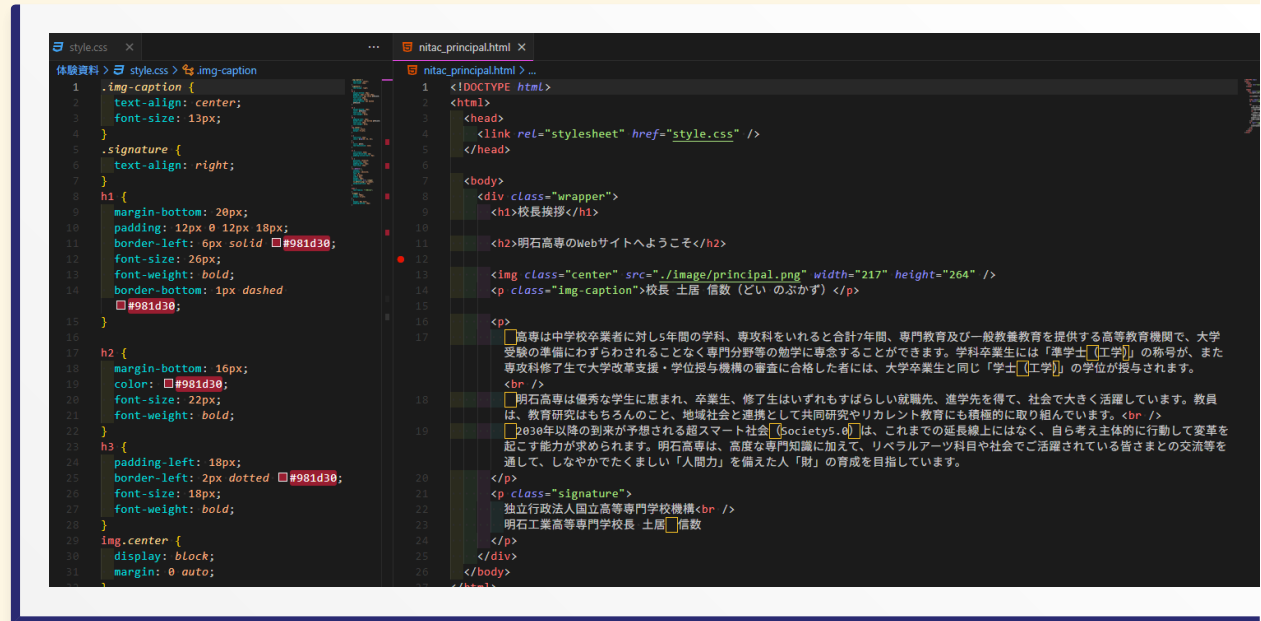 style.css
体験資料 > style.css > .img-caption
1 .img-caption {
2 text-align: center;
3 font-size: 13px;
4 }
5 .signature {
6 text-align: right;
7 }
8 h1 {
9 margin-bottom: 20px;
10 padding: 12px 0 12px 18px;
11 border-left: 6px solid #981d30;
12 font-size: 26px;
13 font-weight: bold;
14 border-bottom: 1px dashed
#981d30;
15 }
16
17 h2 {
18 margin-bottom: 16px;
19 color: #981d30;
20 font-size: 22px;
21 font-weight: bold;
22 }
23 h3 {
24 padding-left: 18px;
25 border-left: 2px dotted #981d30;
26 font-size: 18px;
27 font-weight: bold;
28 }
29 img.center {
30 display: block;
31 margin: 0 auto;
nitac_principal.html
nitac_principal.html > ...
1 <!DOCTYPE html>
2 <html>
3 <head>
4 <link rel="stylesheet" href="style.css" />
5 </head>
6
7 <body>
8 <div class="wrapper">
9 <h1>校長挨拶</h1>
10
11 <h2>明石高専のWebサイトへようこそ</h2>
12
13 <img class="center" src="./image/principal.png" width="217" height="264" />
14 <p class="img-caption">校長 土居 信数（どい のぶかず）</p>
15
16 <p>
17 　高専は中学校卒業者に対し5年間の学科、専攻科をいれると合計7年間、専門教育及び一般教養教育を提供する高等教育機関で、大学
受験の準備にわずらわされることなく専門分野等の勉学に専念することができます。学科卒業生には「準学士（工学）」の称号が、また
専攻科修了生で大学改革支援・学位授与機構の審査に合格した者には、大学卒業生と同じ「学士（工学）」の学位が授与されます。
<br />
18 　明石高専は優秀な学生に恵まれ、卒業生、修了生はいずれもすばらしい就職先、進学先を得て、社会で大きく活躍しています。教員
は、教育研究はもちろんのこと、地域社会と連携として共同研究やリカレント教育にも積極的に取り組んでいます。<br />
19 　2030年以降の到来が予想される超スマート社会（Society5.0）は、これまでの延長線上にはなく、自ら考え主体的に行動して変革を
起こす能力が求められます。明石高専は、高度な専門知識に加えて、リベラルアーツ科目や社会でご活躍されている皆さまとの交流等を
通して、しなやかでたくましい「人間力」を備えた人「財」の育成を目指しています。
20 </p>
21 <p class="signature">
22 独立行政法人国立高等専門学校機構<br />
23 明石工業高等専門学校長 土居　信数
24 </p>
25 </div>
26 </body>